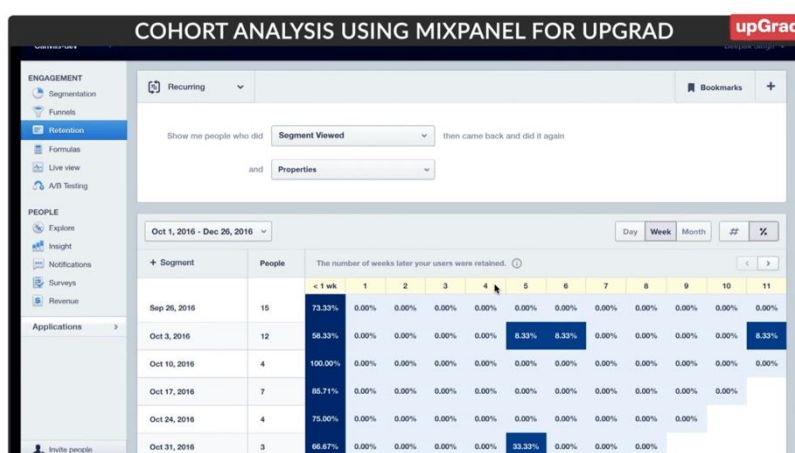 COHORT ANALYSIS USING MIXPANEL FOR UPGRAD
upGrad
ENGAGEMENT
Segmentation
Funnels
Retention
Formulas
Live view
A/B Testing
PEOPLE
Explore
Insight
Notifications
Surveys
Revenue
Applications
Invite people
Recurring
Bookmarks +
Show me people who did Segment Viewed then came back and did it again
and Properties
Oct 1, 2016 - Dec 26, 2016
Day Week Month # %
+ Segment People The number of weeks later your users were retained.
< 1 wk 1 2 3 4 5 6 7 8 9 10 11
Sep 26, 2016 15 73.33% 0.00% 0.00% 0.00% 0.00% 0.00% 0.00% 0.00% 0.00% 0.00% 0.00% 0.00%
Oct 3, 2016 12 58.33% 0.00% 0.00% 0.00% 0.00% 8.33% 8.33% 0.00% 0.00% 0.00% 0.00% 8.33%
Oct 10, 2016 4 100.00% 0.00% 0.00% 0.00% 0.00% 0.00% 0.00% 0.00% 0.00% 0.00% 0.00% 0.00%
Oct 17, 2016 7 85.71% 0.00% 0.00% 0.00% 0.00% 0.00% 0.00% 0.00% 0.00% 0.00% 0.00%
Oct 24, 2016 4 75.00% 0.00% 0.00% 0.00% 0.00% 0.00% 0.00% 0.00% 0.00% 0.00%
Oct 31, 2016 3 66.67% 0.00% 0.00% 0.00% 0.00% 33.33% 0.00% 0.00% 0.00%